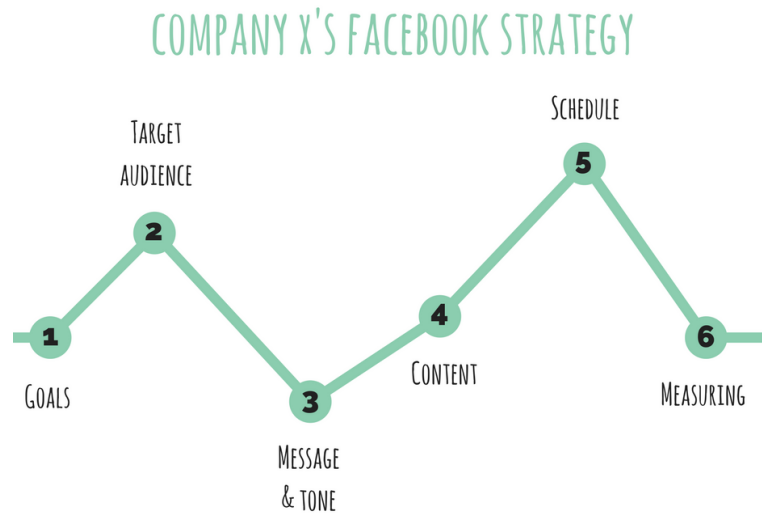 COMPANY X'S FACEBOOK STRATEGY
1
GOALS
2
TARGET
AUDIENCE
3
MESSAGE
& TONE
4
CONTENT
5
SCHEDULE
6
MEASURING